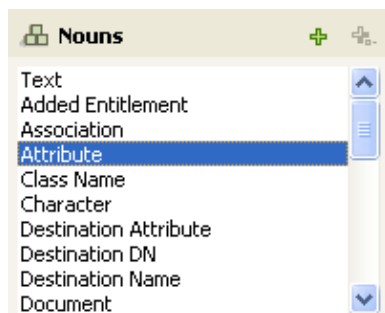 Nouns
Text
Added Entitlement
Association
Attribute
Class Name
Character
Destination Attribute
Destination DN
Destination Name
Document